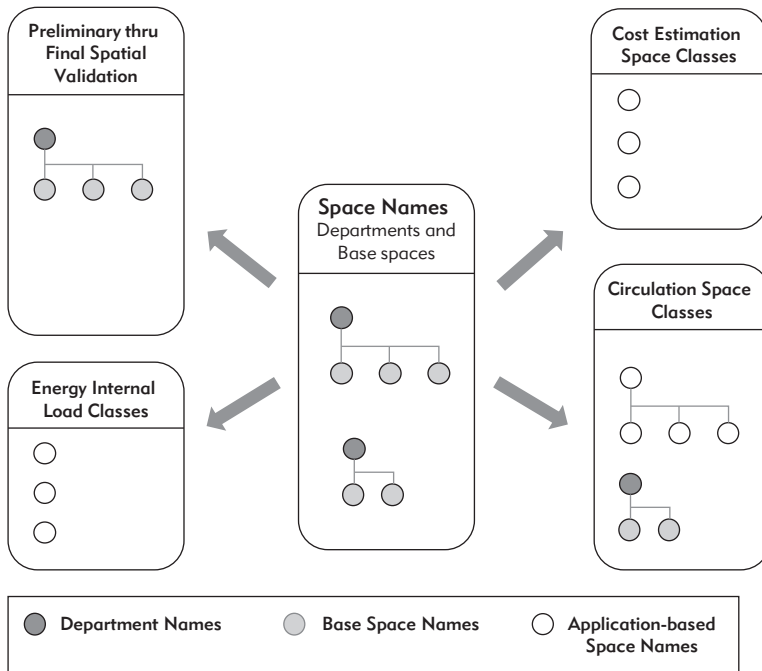 Preliminary thru
Final Spatial
Validation
Cost Estimation
Space Classes
Space Names
Departments and
Base spaces
Circulation Space
Classes
Energy Internal
Load Classes
Department Names
Base Space Names
Application-based
Space Names